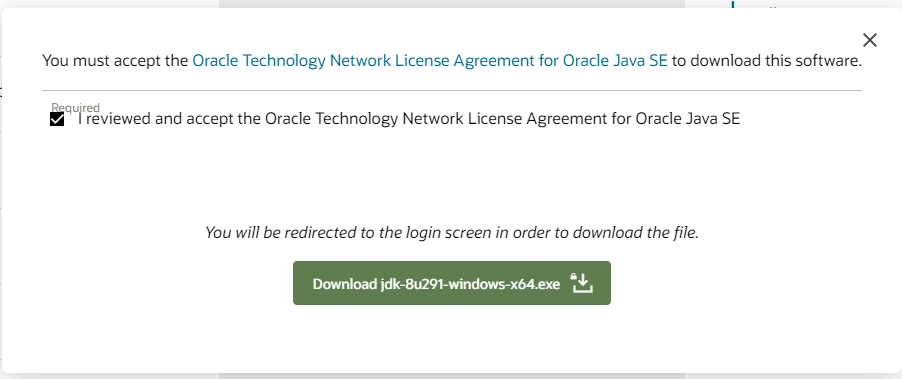 You must accept the Oracle Technology Network License Agreement for Oracle Java SE to download this software.
Required
I reviewed and accept the Oracle Technology Network License Agreement for Oracle Java SE
You will be redirected to the login screen in order to download the file.
Download jdk-8u291-windows-x64.exe